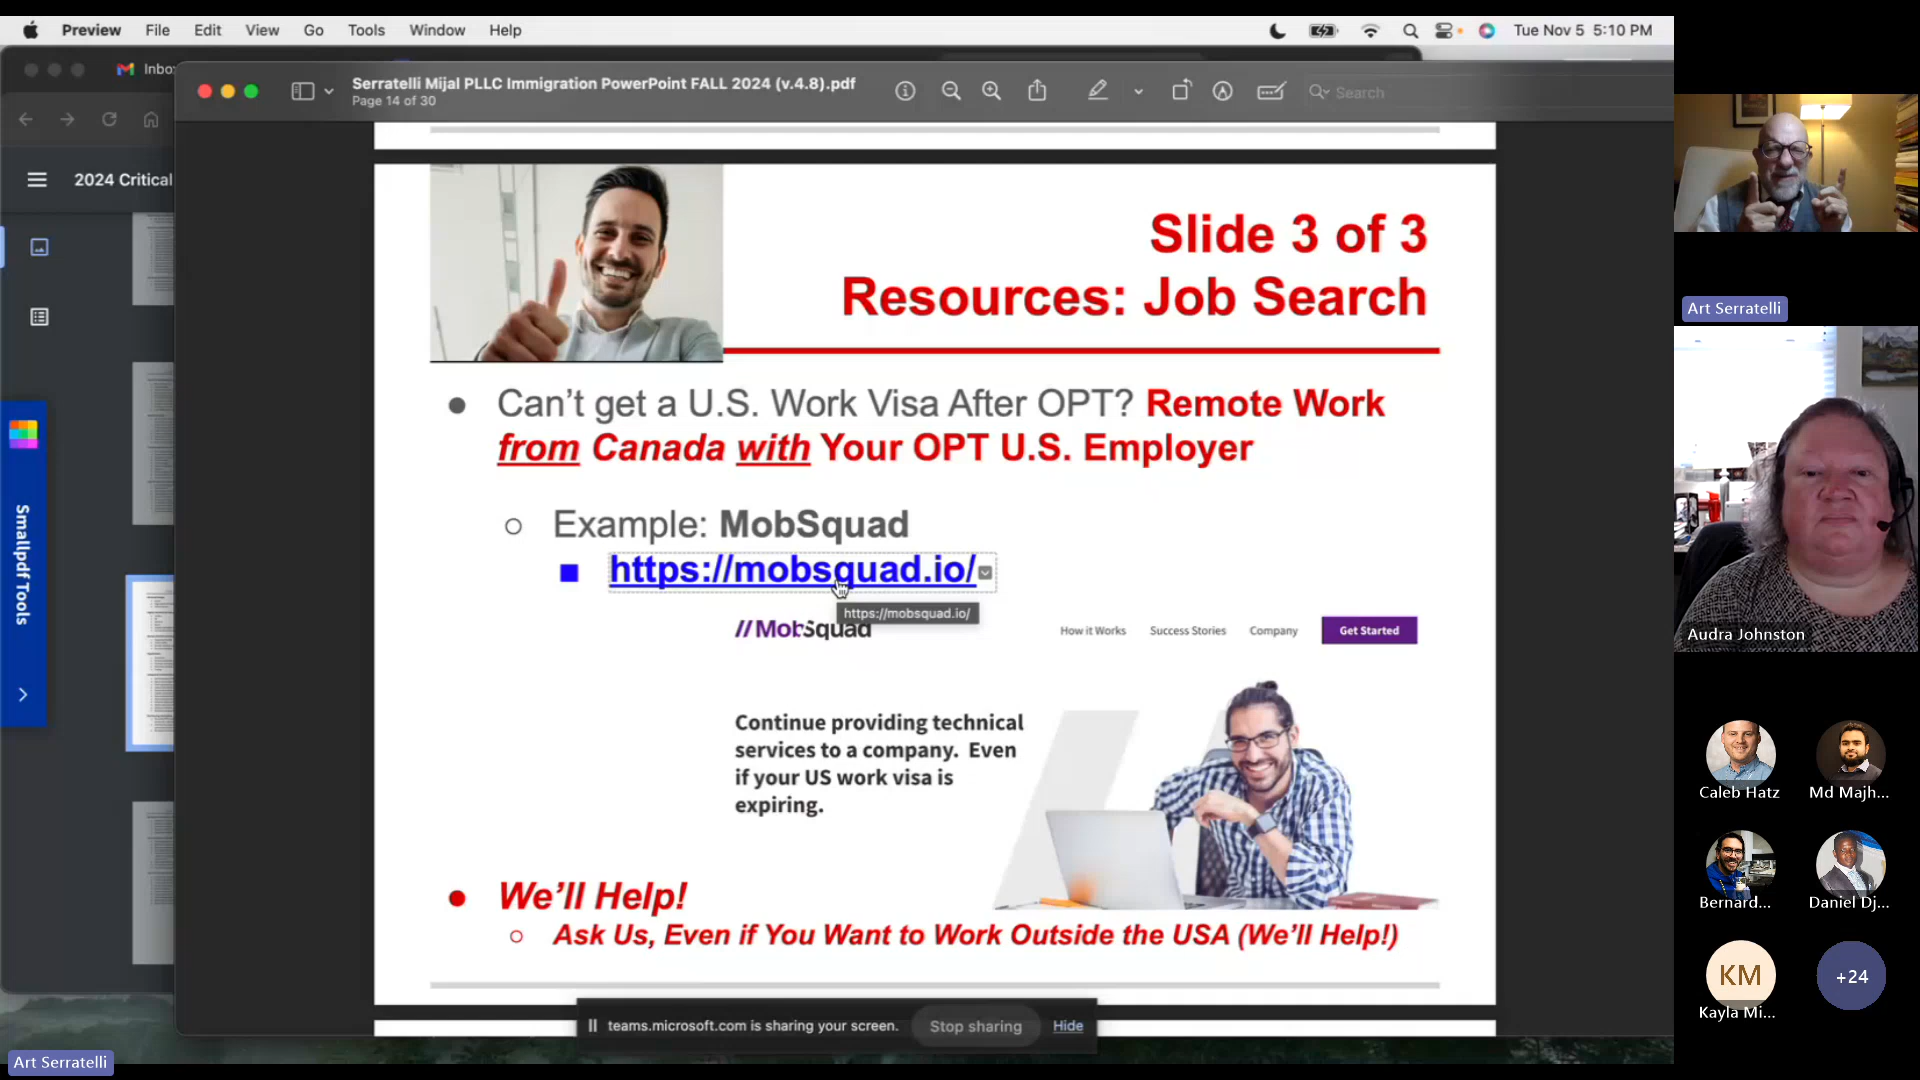 Preview File Edit View Go Tools Window Help
Tue Nov 5 5:10 PM
Inbo
Serratelli Mijal PLLC Immigration PowerPoint FALL 2024 (v.4.8).pdf
Page 14 of 30
Search
2024 Critical
Smallpdf Tools
Slide 3 of 3
Resources: Job Search
● Can’t get a U.S. Work Visa After OPT? Remote Work
from Canada with Your OPT U.S. Employer
○ Example: MobSquad
■ https://mobsquad.io/
https://mobsquad.io/
//MobSquad
How it Works Success Stories Company Get Started
Continue providing technical
services to a company. Even
if your US work visa is
expiring.
● We’ll Help!
○ Ask Us, Even if You Want to Work Outside the USA (We’ll Help!)
teams.microsoft.com is sharing your screen. Stop sharing Hide
Art Serratelli
Art Serratelli
Audra Johnston
Caleb Hatz Md Majh...
Bernard... Daniel Dj...
KM +24
Kayla Mi...